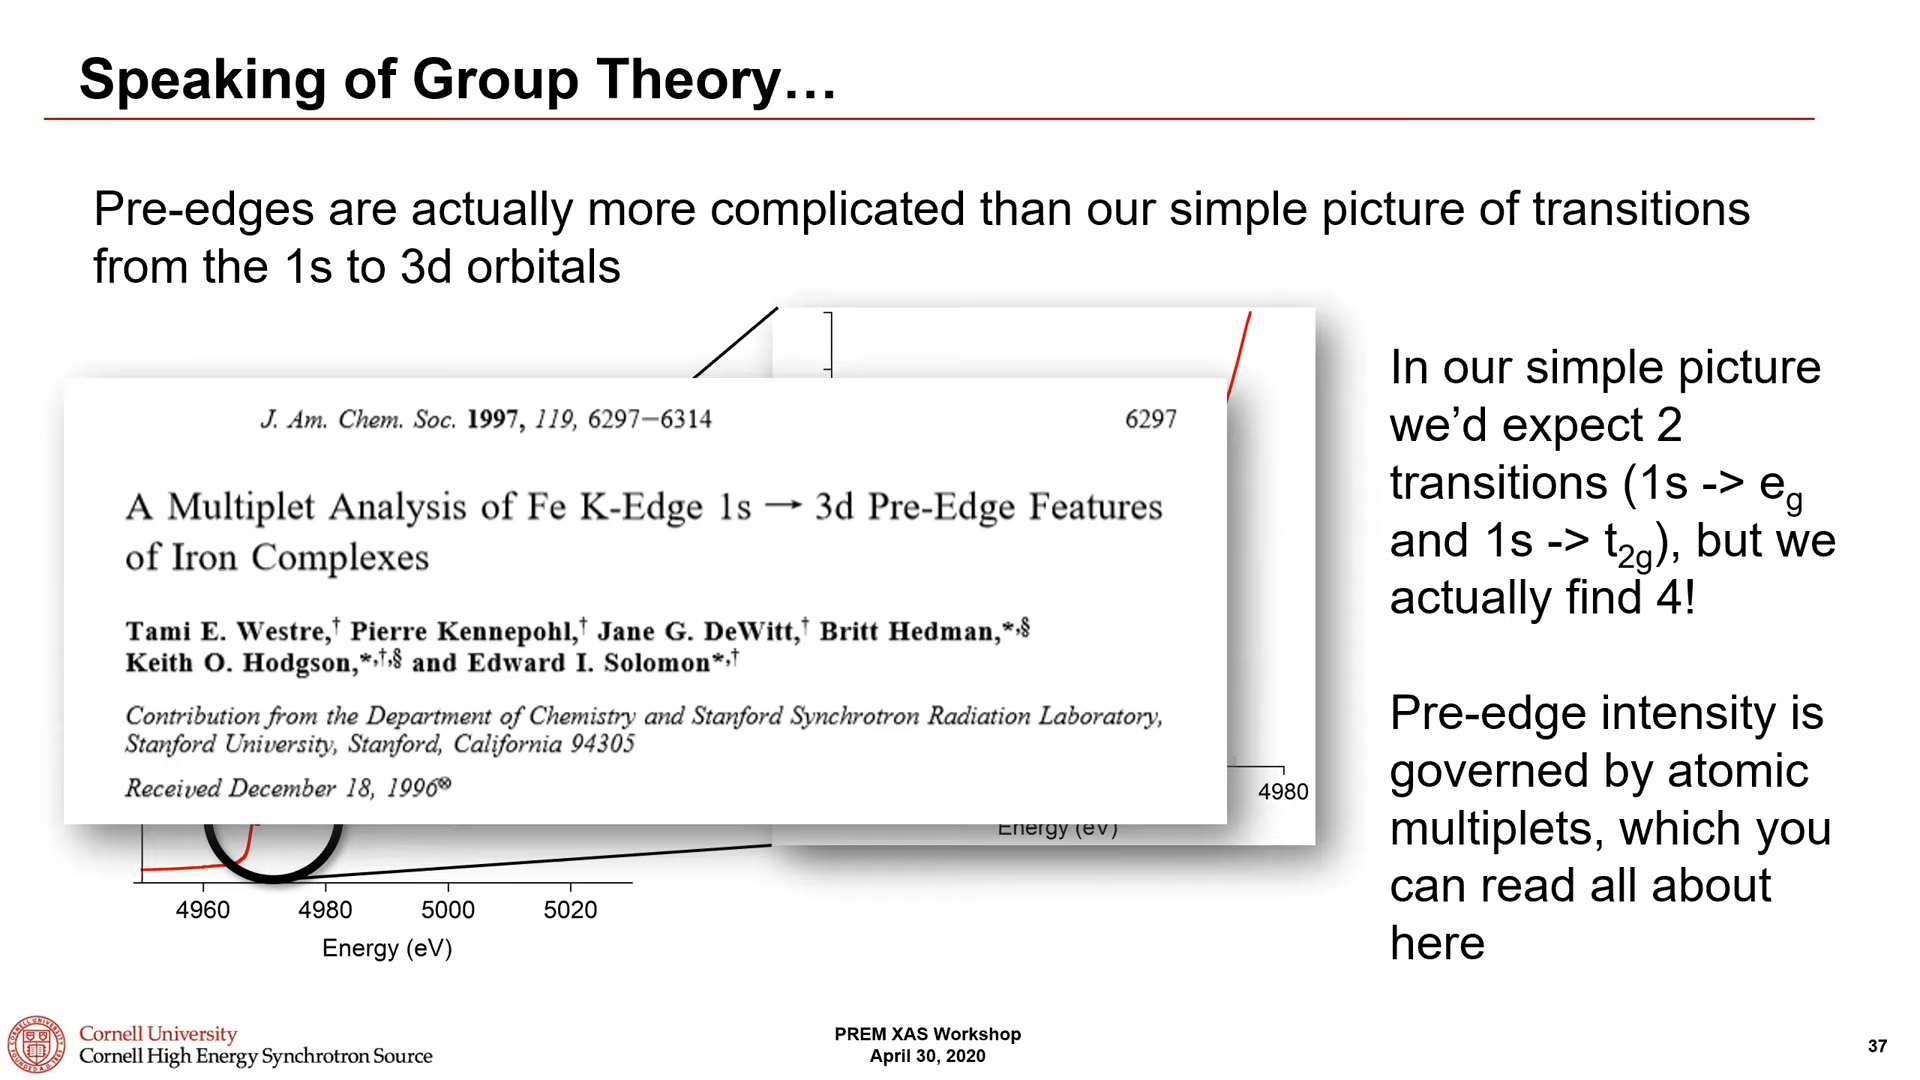 Speaking of Group Theory…
Pre-edges are actually more complicated than our simple picture of transitions
from the 1s to 3d orbitals
J. Am. Chem. Soc. 1997, 119, 6297−6314
6297
A Multiplet Analysis of Fe K-Edge 1s → 3d Pre-Edge Features
of Iron Complexes
Tami E. Westre,† Pierre Kennepohl,† Jane G. DeWitt,† Britt Hedman,*,§
Keith O. Hodgson,*,†,§ and Edward I. Solomon*,†
Contribution from the Department of Chemistry and Stanford Synchrotron Radiation Laboratory,
Stanford University, Stanford, California 94305
Received December 18, 1996⊗
4980
Energy (eV)
4960 4980 5000 5020
Energy (eV)
In our simple picture
we’d expect 2
transitions (1s -> eg
and 1s -> t2g), but we
actually find 4!
Pre-edge intensity is
governed by atomic
multiplets, which you
can read all about
here
Cornell University
Cornell High Energy Synchrotron Source
PREM XAS Workshop
April 30, 2020
37